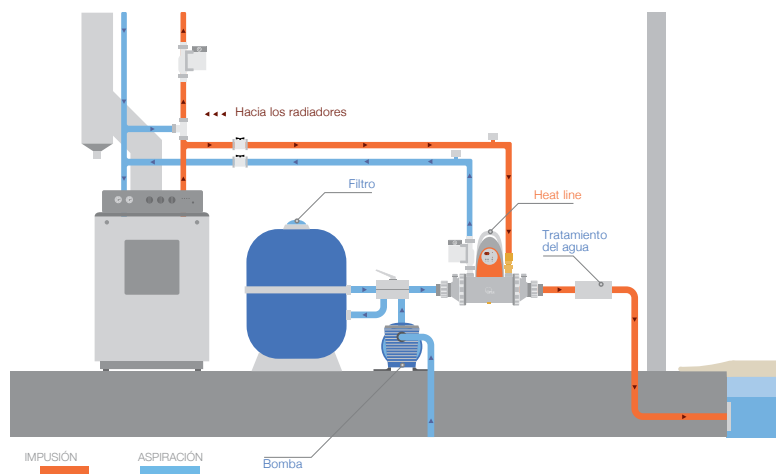 Hacia los radiadores
Filtro
Heat line
Tratamiento
del agua
IMPUSIÓN
ASPIRACIÓN
Bomba